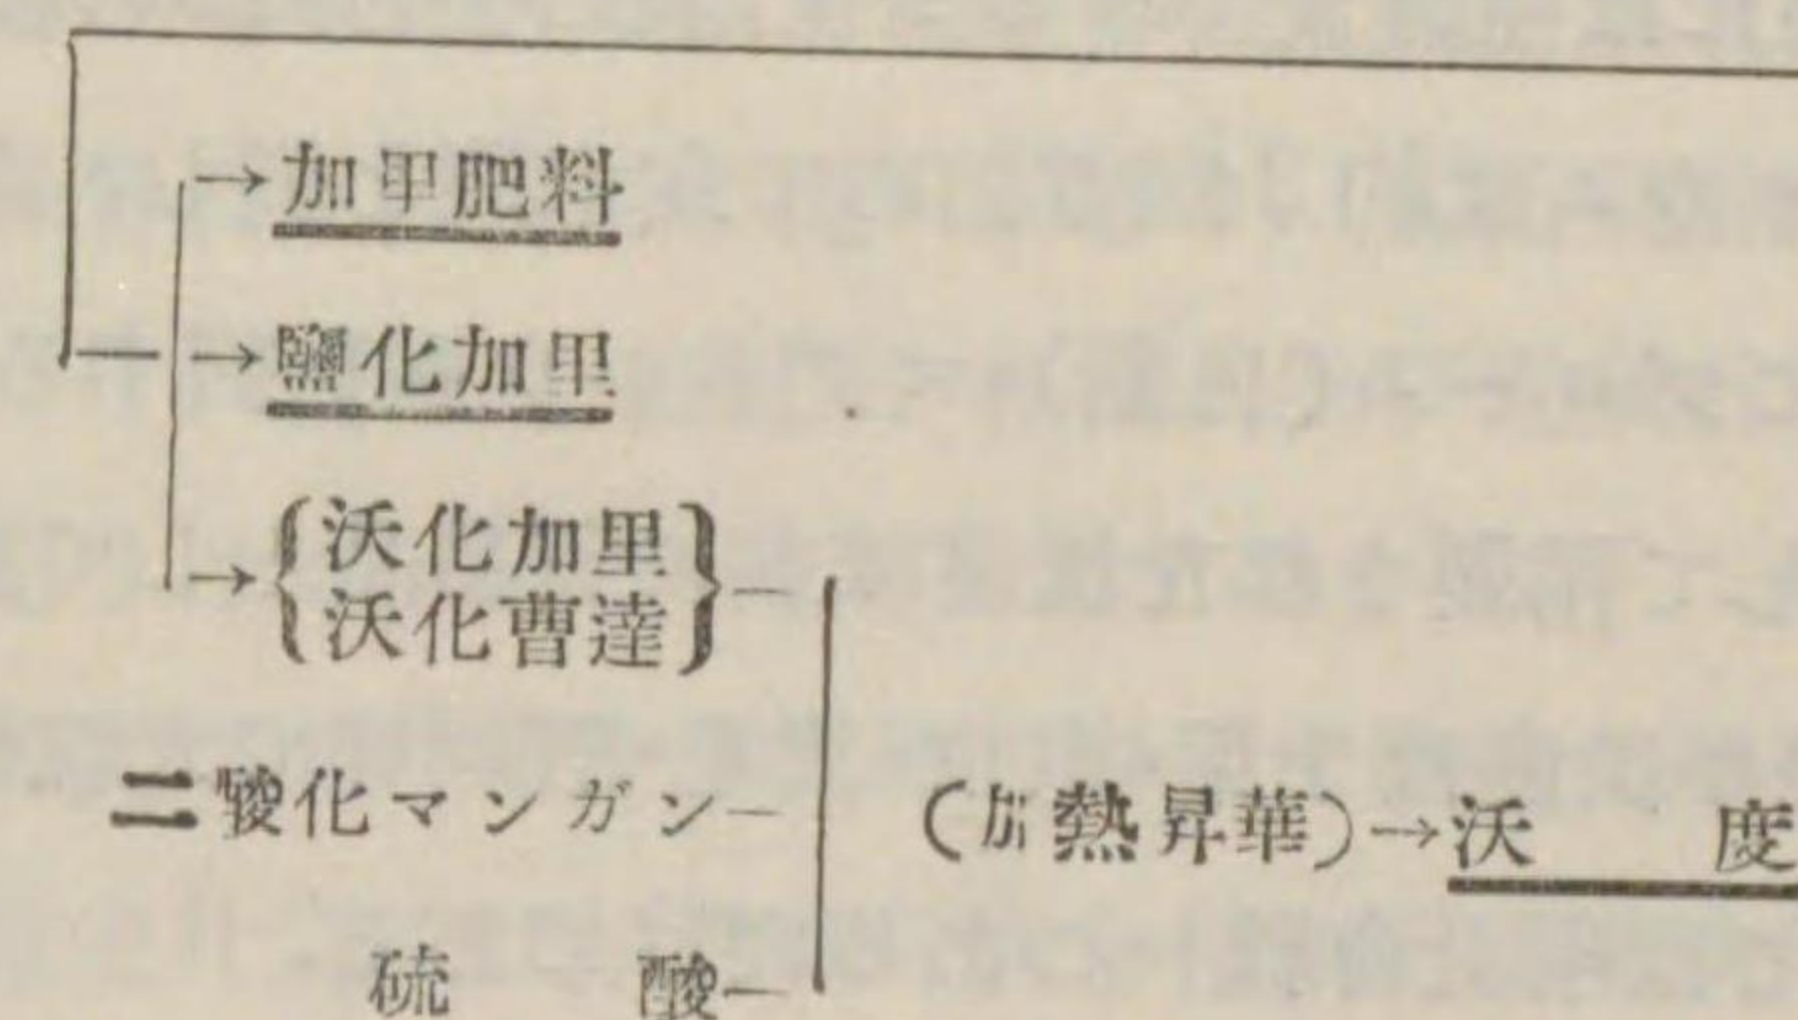 →加里肥料
→鹽化加里
→{沃化加里}
{沃化曹達}
二酸化マンガン
(加熱昇華)→沃度
硫酸